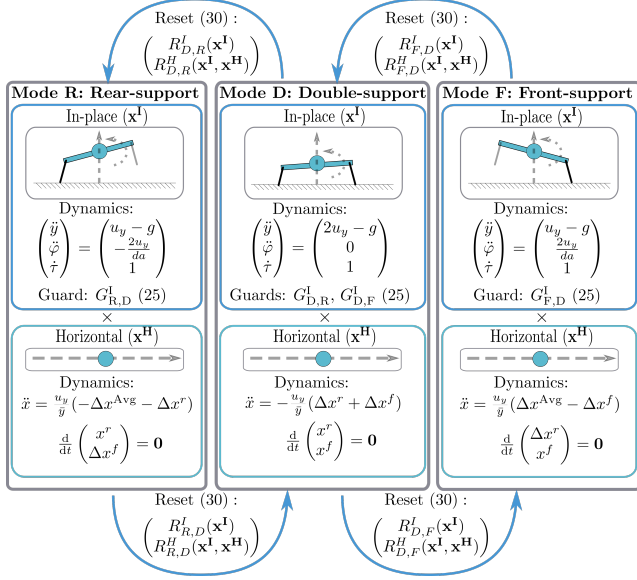 Reset (30) :
( R^I_{D,R}(x^I) )
( R^H_{D,R}(x^I, x^H) )
Reset (30) :
( R^I_{F,D}(x^I) )
( R^H_{F,D}(x^I, x^H) )
Mode R: Rear-support
In-place (x^I)
Dynamics:
( ÿ ) ( u_y − g )
( φ̈ ) = ( − 2u_y/da )
( τ̇ ) ( 1 )
Guard: G^I_{R,D} (25)
×
Horizontal (x^H)
Dynamics:
ẍ = u_y/ȳ (−Δx^Avg − Δx^r)
d/dt ( x^r ) = 0
( Δx^f )
Mode D: Double-support
In-place (x^I)
Dynamics:
( ÿ ) ( 2u_y − g )
( φ̈ ) = ( 0 )
( τ̇ ) ( 1 )
Guards: G^I_{D,R}, G^I_{D,F} (25)
×
Horizontal (x^H)
Dynamics:
ẍ = − u_y/ȳ (Δx^r + Δx^f)
d/dt ( x^r ) = 0
( x^f )
Mode F: Front-support
In-place (x^I)
Dynamics:
( ÿ ) ( u_y − g )
( φ̈ ) = ( 2u_y/da )
( τ̇ ) ( 1 )
Guard: G^I_{F,D} (25)
×
Horizontal (x^H)
Dynamics:
ẍ = u_y/ȳ (Δx^Avg − Δx^f)
d/dt ( Δx^r ) = 0
( x^f )
Reset (30) :
( R^I_{R,D}(x^I) )
( R^H_{R,D}(x^I, x^H) )
Reset (30) :
( R^I_{D,F}(x^I) )
( R^H_{D,F}(x^I, x^H) )